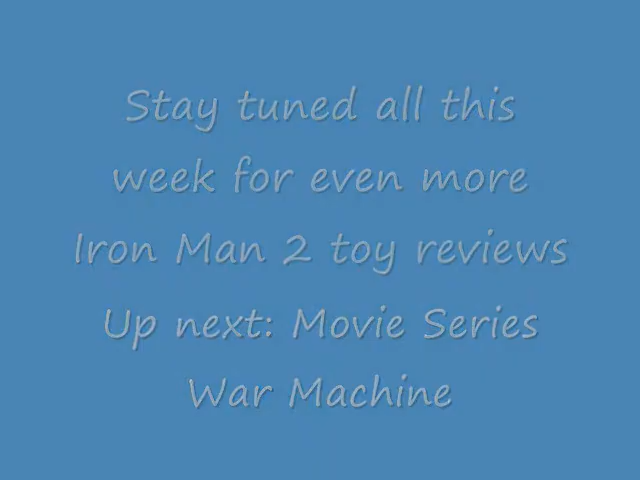 Stay tuned all this
week for even more
Iron Man 2 toy reviews
Up next: Movie Series
War Machine